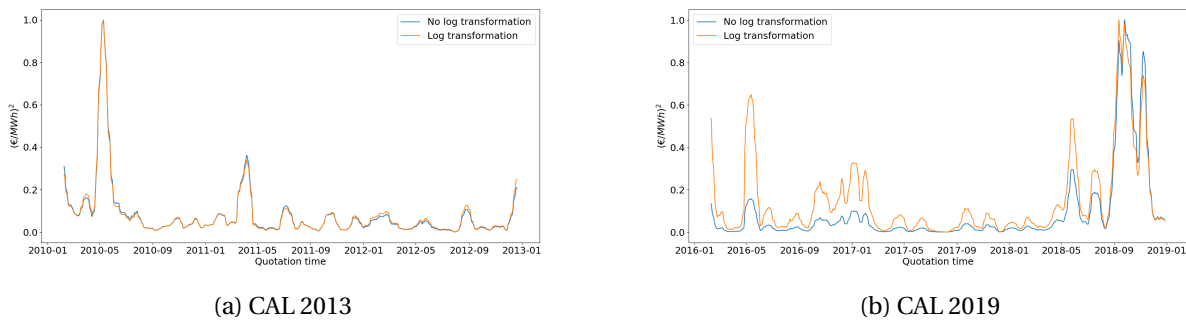 No log transformation
Log transformation
1.0
0.8
0.6
0.4
0.2
0.0
(€/MWh)²
2010-01 2010-05 2010-09 2011-01 2011-05 2011-09 2012-01 2012-05 2012-09 2013-01
Quotation time
(a) CAL 2013
No log transformation
Log transformation
1.0
0.8
0.6
0.4
0.2
0.0
(€/MWh)²
2016-01 2016-05 2016-09 2017-01 2017-05 2017-09 2018-01 2018-05 2018-09 2019-01
Quotation time
(b) CAL 2019